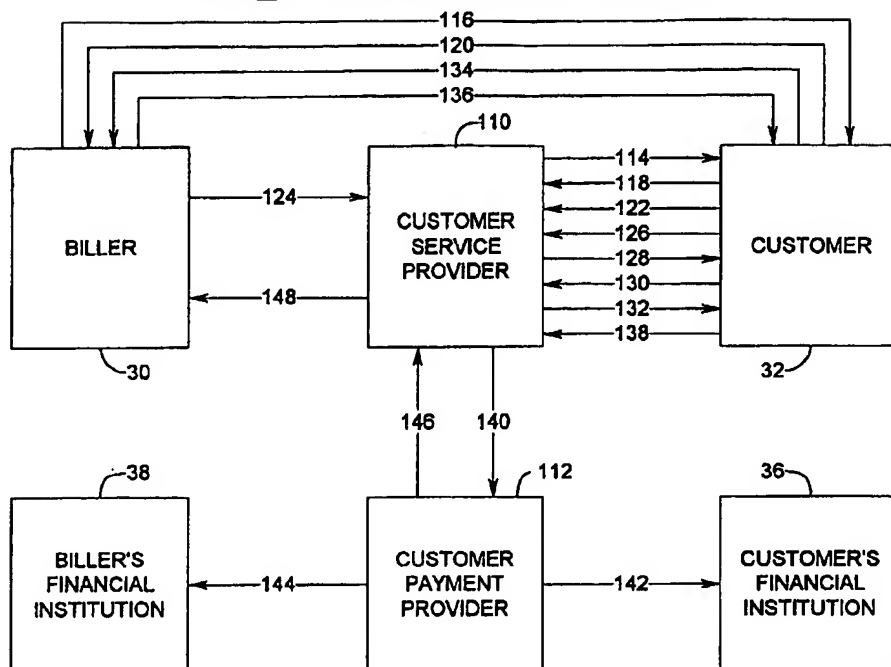 116
120
134
136
110
114
118
124
122
BILLER
CUSTOMER
SERVICE
PROVIDER
126
CUSTOMER
128
130
148
132
138
30
32
146
140
38
112
36
BILLER'S
FINANCIAL
INSTITUTION
144
CUSTOMER
PAYMENT
PROVIDER
142
CUSTOMER'S
FINANCIAL
INSTITUTION